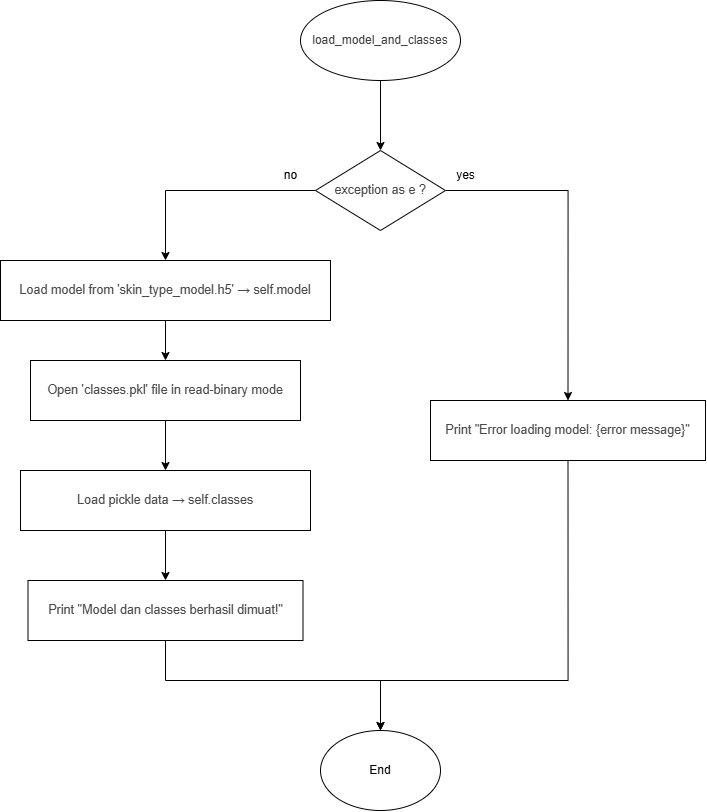 load_model_and_classes
no
yes
exception as e ?
Load model from 'skin_type_model.h5' → self.model
Open 'classes.pkl' file in read-binary mode
Print "Error loading model: {error message}"
Load pickle data → self.classes
Print "Model dan classes berhasil dimuat!"
End